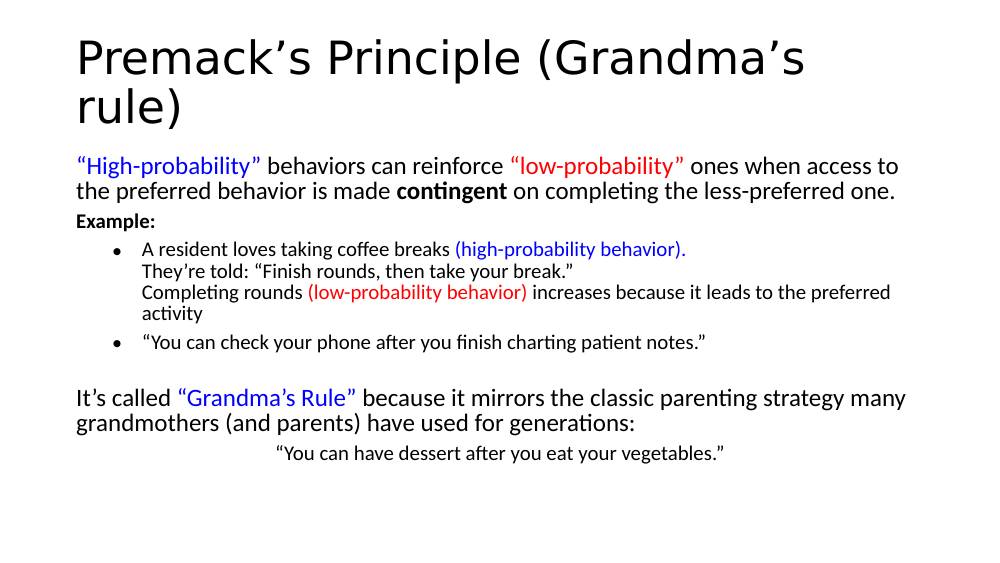 Premack’s Principle (Grandma’s
rule)
“High-probability” behaviors can reinforce “low-probability” ones when access to
the preferred behavior is made contingent on completing the less-preferred one.
Example:
• A resident loves taking coffee breaks (high-probability behavior).
They’re told: “Finish rounds, then take your break.”
Completing rounds (low-probability behavior) increases because it leads to the preferred
activity
• “You can check your phone after you finish charting patient notes.”
It’s called “Grandma’s Rule” because it mirrors the classic parenting strategy many
grandmothers (and parents) have used for generations:
“You can have dessert after you eat your vegetables.”